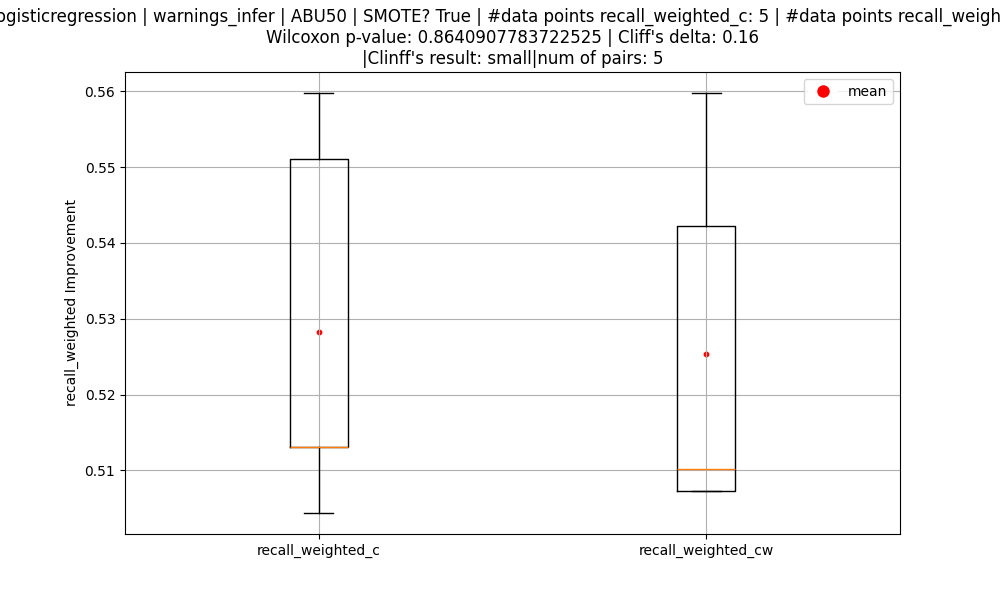 ogisticregression | warnings_infer | ABU50 | SMOTE? True | #data points recall_weighted_c: 5 | #data points recall_weigh
Wilcoxon p-value: 0.8640907783722525 | Cliff's delta: 0.16
|Clinff's result: small|num of pairs: 5
mean
0.56
0.55
0.54
0.53
0.52
0.51
recall_weighted Improvement
recall_weighted_c
recall_weighted_cw